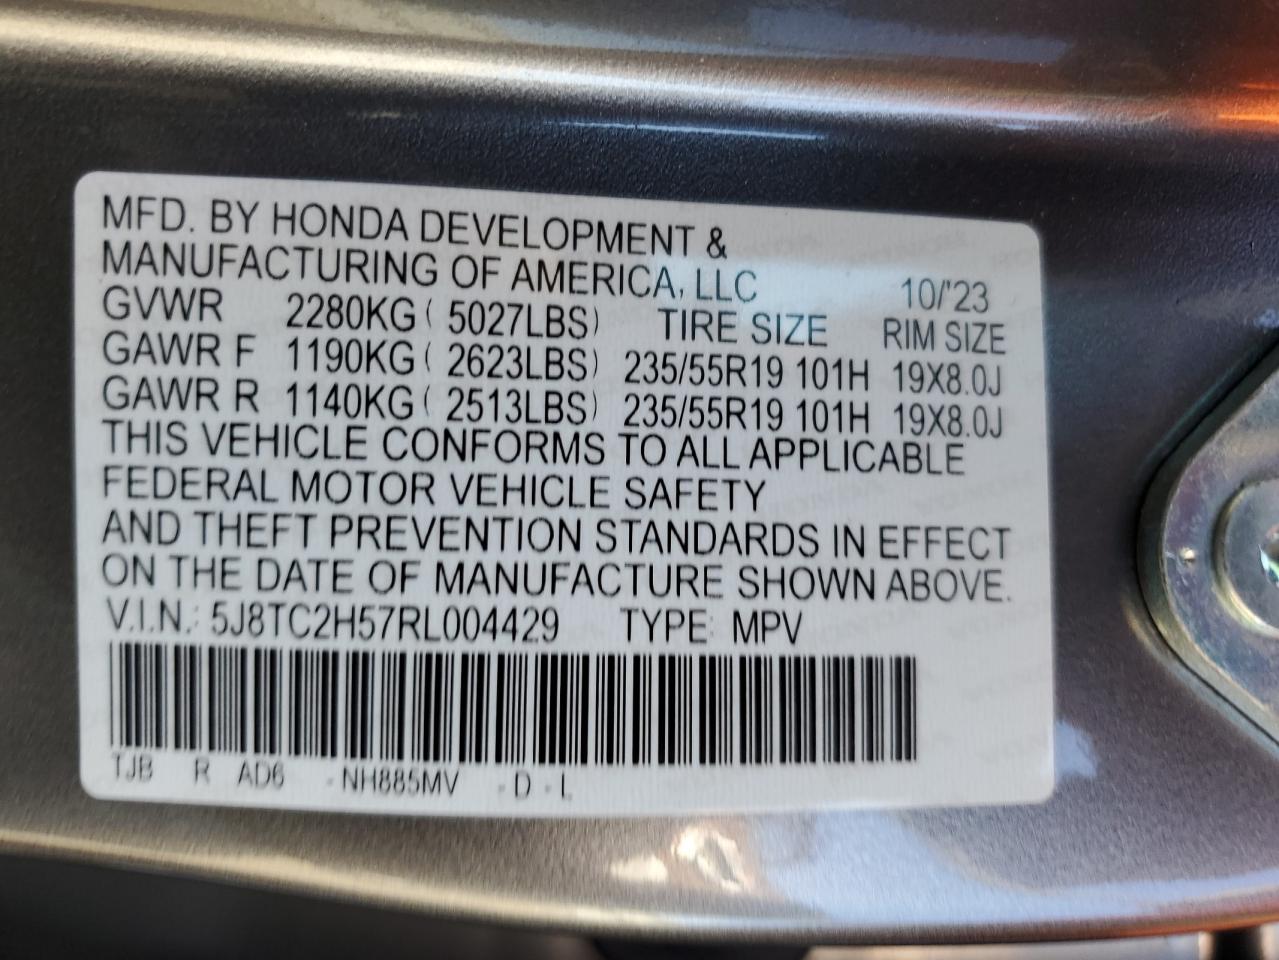 MFD. BY HONDA DEVELOPMENT &
MANUFACTURING OF AMERICA, LLC 10/'23
GVWR 2280KG ( 5027LBS) TIRE SIZE RIM SIZE
GAWR F 1190KG ( 2623LBS) 235/55R19 101H 19X8.0J
GAWR R 1140KG ( 2513LBS) 235/55R19 101H 19X8.0J
THIS VEHICLE CONFORMS TO ALL APPLICABLE
FEDERAL MOTOR VEHICLE SAFETY
AND THEFT PREVENTION STANDARDS IN EFFECT
ON THE DATE OF MANUFACTURE SHOWN ABOVE.
V.I.N.: 5J8TC2H57RL004429 TYPE: MPV
TJB R AD6 -NH885MV - D - L